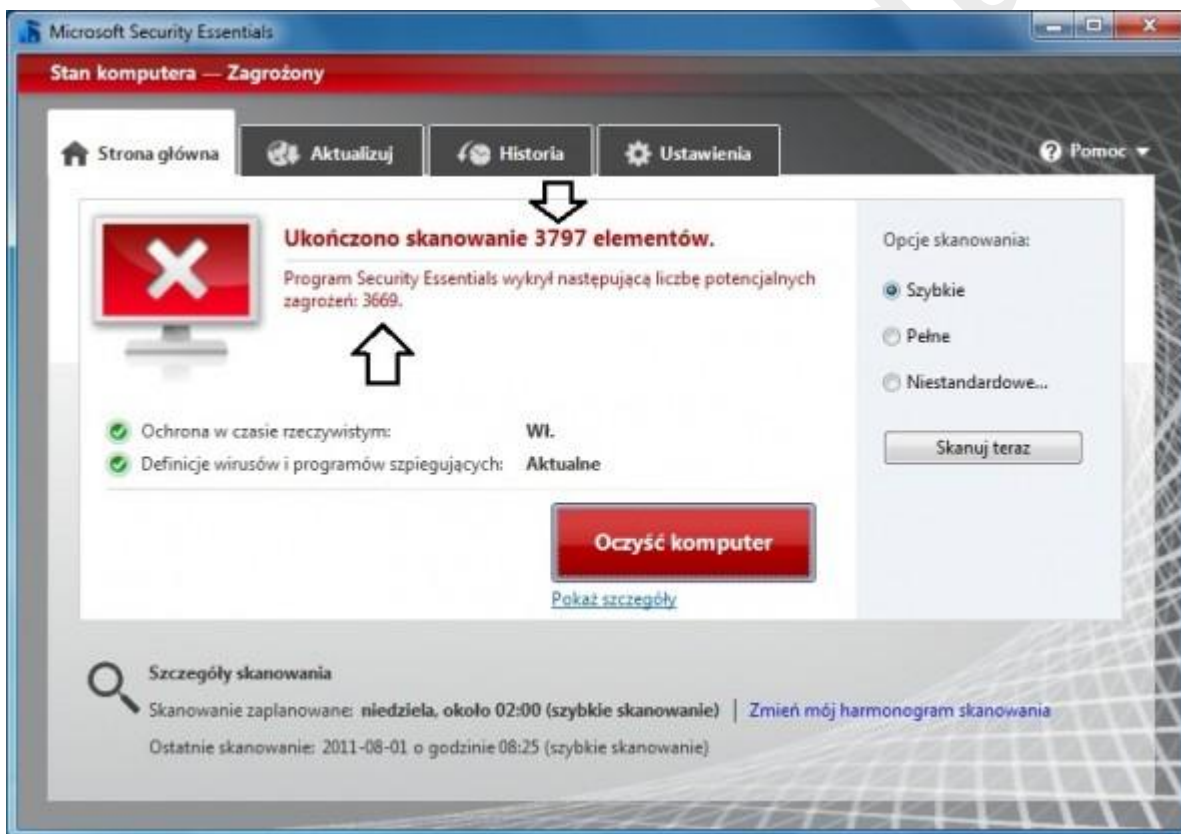 Microsoft Security Essentials
Stan komputera — Zagrożony
Strona główna
Aktualizuj
Historia
Ustawienia
Pomoc
Ukończono skanowanie 3797 elementów.
Program Security Essentials wykrył następującą liczbę potencjalnych
zagrożeń: 3669.
Opcje skanowania:
Szybkie
Pełne
Niestandardowe...
Skanuj teraz
Ochrona w czasie rzeczywistym: Wł.
Definicje wirusów i programów szpiegujących: Aktualne
Oczyść komputer
Pokaż szczegóły
Szczegóły skanowania
Skanowanie zaplanowane: niedziela, około 02:00 (szybkie skanowanie) | Zmień mój harmonogram skanowania
Ostatnie skanowanie: 2011-08-01 o godzinie 08:25 (szybkie skanowanie)